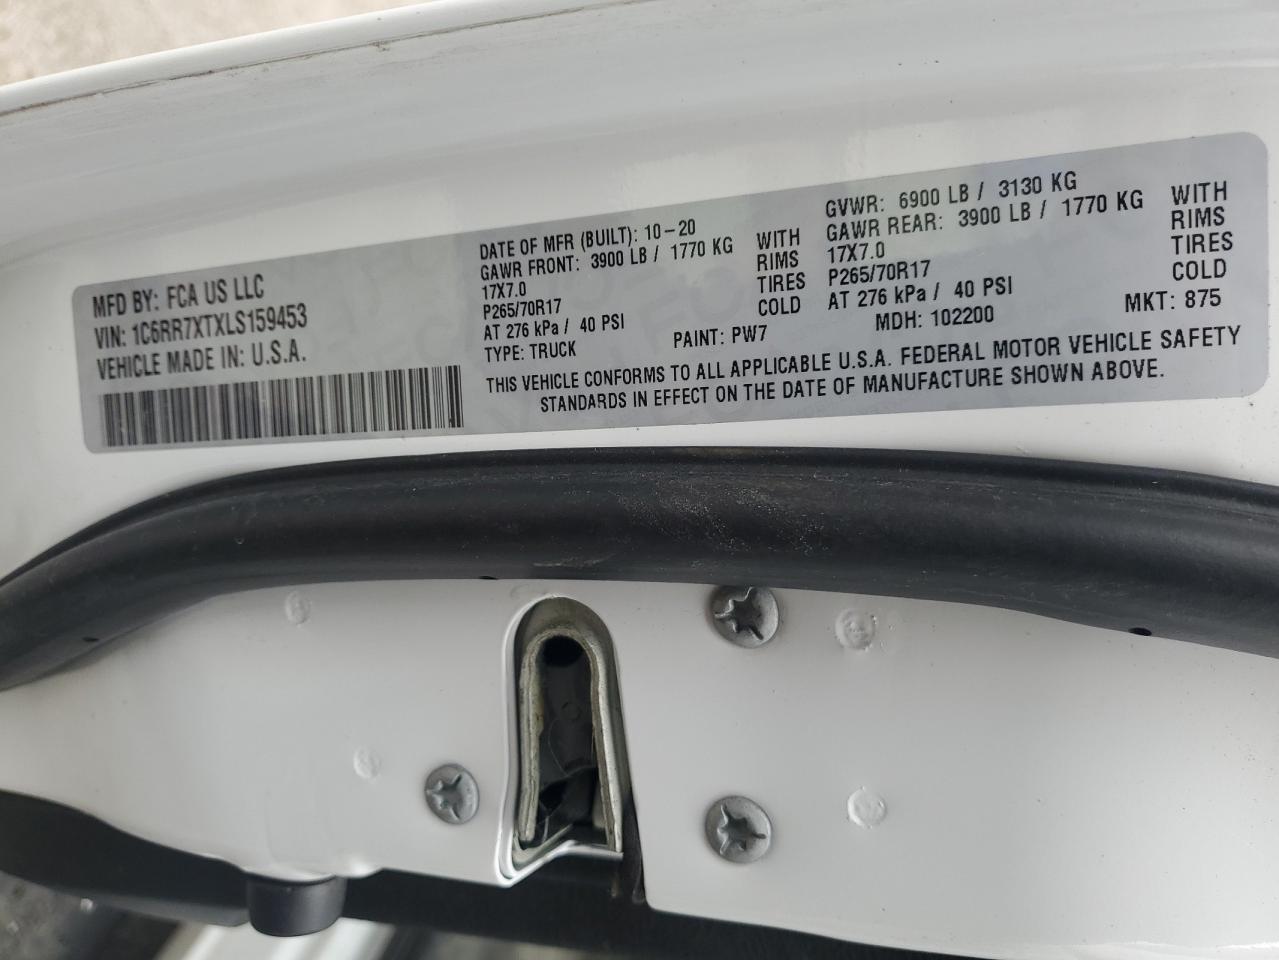 MFD BY: FCA US LLC
VIN: 1C6RR7XTXLS159453
VEHICLE MADE IN: U.S.A.
DATE OF MFR (BUILT): 10-20
GAWR FRONT: 3900 LB / 1770 KG WITH
17X7.0 RIMS
P265/70R17 TIRES
AT 276 kPa / 40 PSI COLD
TYPE: TRUCK PAINT: PW7
GVWR: 6900 LB / 3130 KG
GAWR REAR: 3900 LB / 1770 KG WITH
17X7.0 RIMS
P265/70R17 TIRES
AT 276 kPa / 40 PSI COLD
MDH: 102200 MKT: 875
THIS VEHICLE CONFORMS TO ALL APPLICABLE U.S.A. FEDERAL MOTOR VEHICLE SAFETY
STANDARDS IN EFFECT ON THE DATE OF MANUFACTURE SHOWN ABOVE.